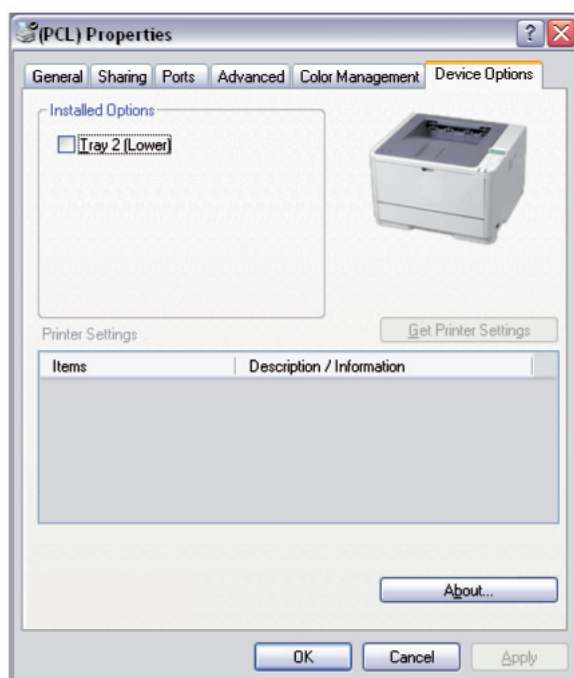 (PCL) Properties
General Sharing Ports Advanced Color Management Device Options
Installed Options
Tray 2 (Lower)
Printer Settings
Get Printer Settings
Items Description / Information
About...
OK Cancel Apply